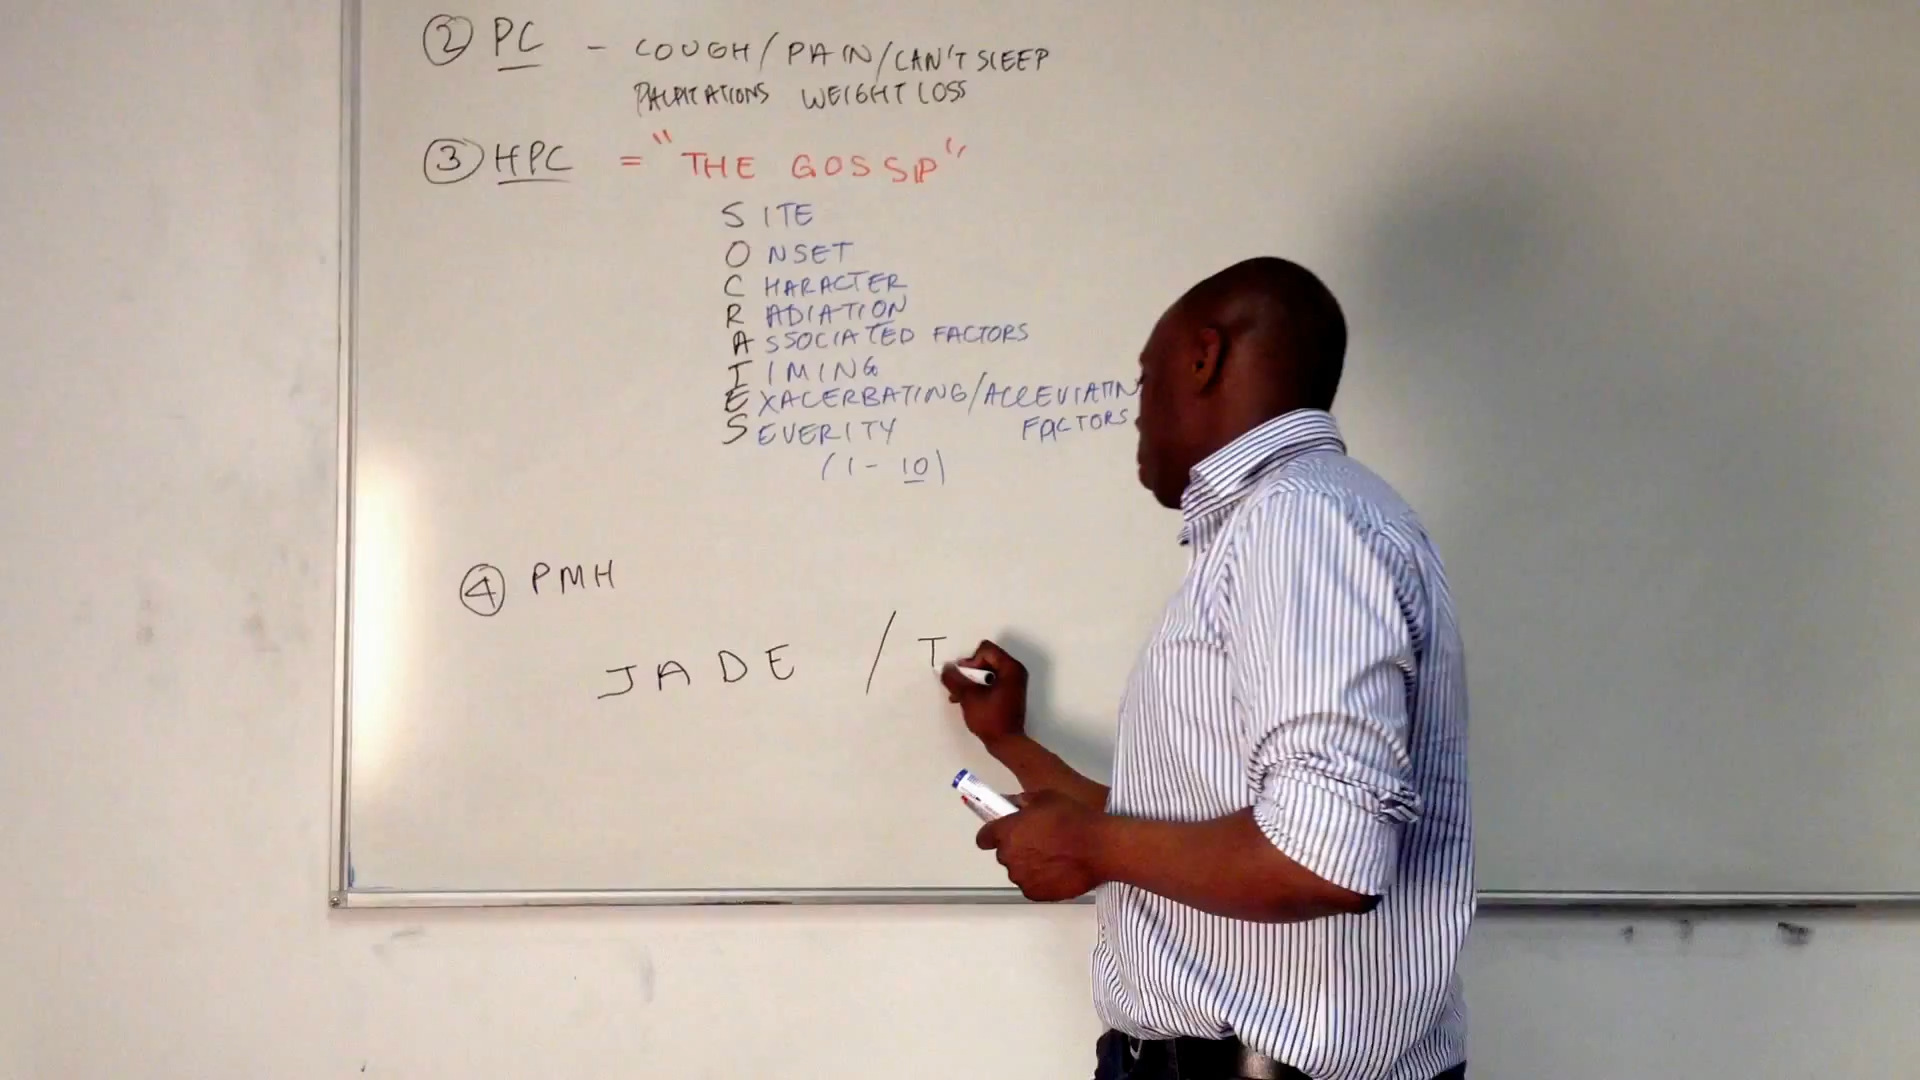 ② PC - COUGH/PAIN/CAN'T SLEEP
PALPITATIONS WEIGHT LOSS
③ HPC = "THE GOSSIP"
SITE
ONSET
CHARACTER
RADIATION
ASSOCIATED FACTORS
TIMING
EXACERBATING/ALLEVIATIN
SEVERITY FACTORS
(1-10)
④ PMH
JADE / T